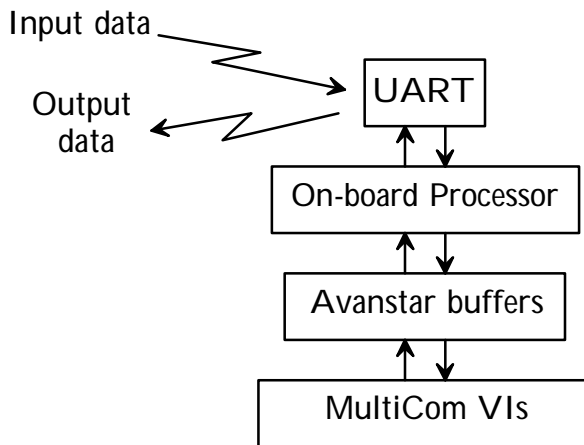 Input data
Output
data
UART
On-board Processor
Avanstar buffers
MultiCom VIs